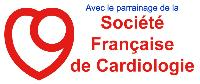 Avec le parrainage de la
Société
Française
de Cardiologie